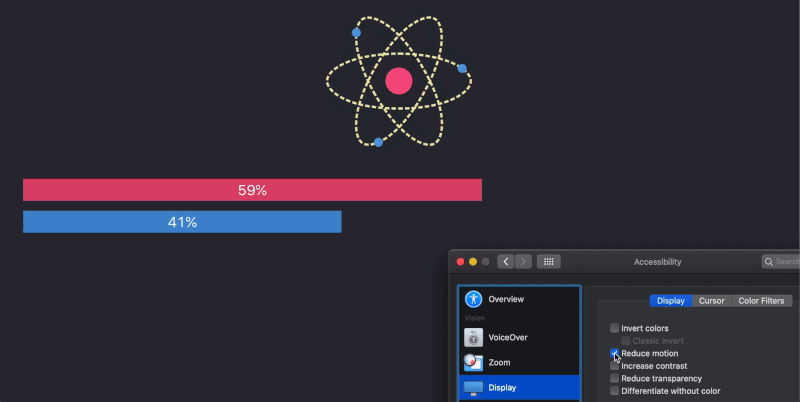 59%
41%
Accessibility
Search
Overview
Vision
VoiceOver
Zoom
Display
Display Cursor Color Filters
Invert colors
Classic Invert
Reduce motion
Increase contrast
Reduce transparency
Differentiate without color